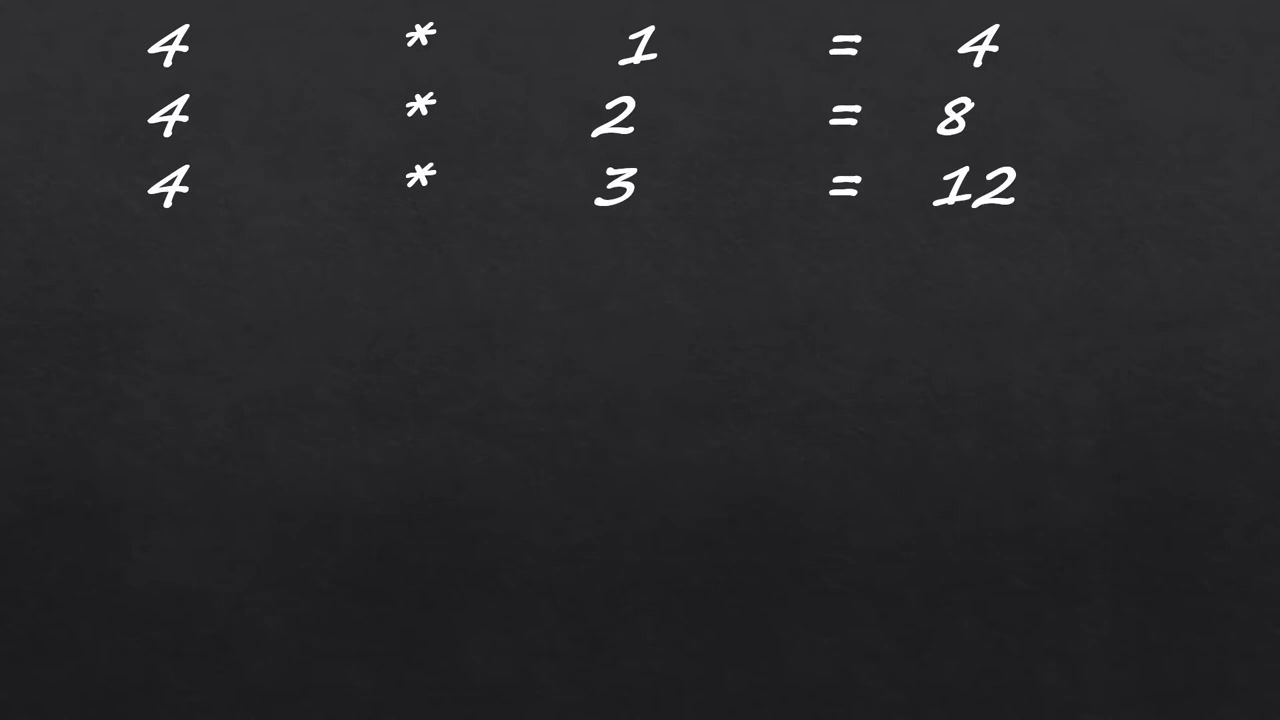 4 * 1 = 4
4 * 2 = 8
4 * 3 = 12